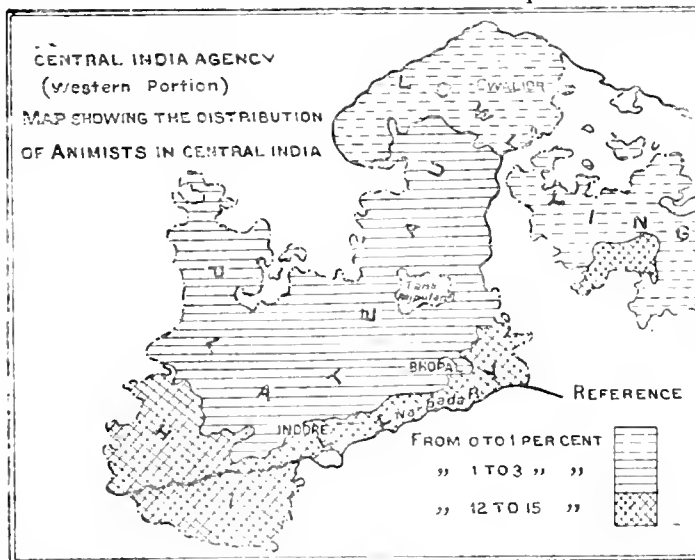 CENTRAL INDIA AGENCY
(Western Portion)
MAP SHOWING THE DISTRIBUTION
OF ANIMISTS IN CENTRAL INDIA
GWALIOR
I N G
BHOPAL
Narbada R.
INDORE
REFERENCE
FROM 0 TO 1 PER CENT
„ 1 TO 3 „ „
„ 12 TO 15 „